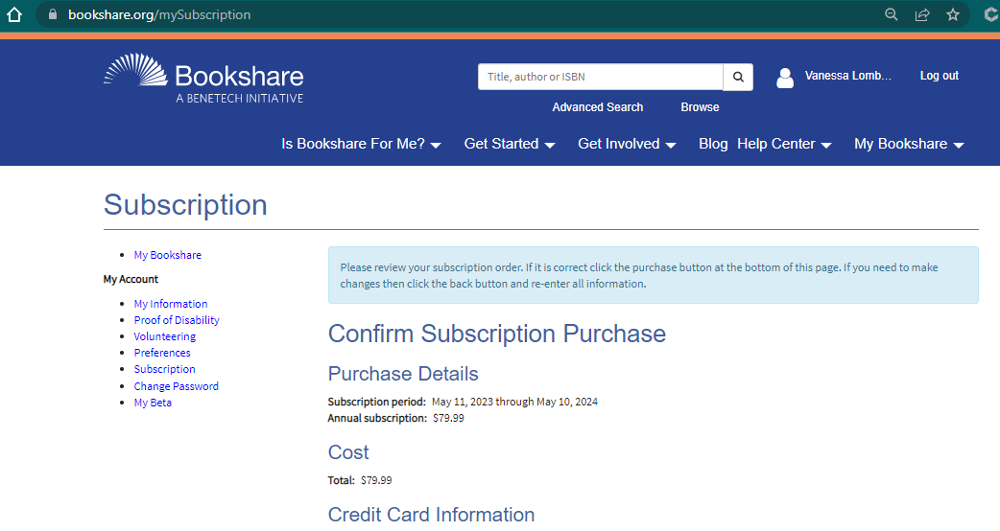 bookshare.org/mySubscription
Bookshare
A BENETECH INITIATIVE
Title, author or ISBN
Vanessa Lomb...
Log out
Advanced Search
Browse
Is Bookshare For Me?
Get Started
Get Involved
Blog
Help Center
My Bookshare
Subscription
My Bookshare
My Account
My Information
Proof of Disability
Volunteering
Preferences
Subscription
Change Password
My Beta
Please review your subscription order. If it is correct click the purchase button at the bottom of this page. If you need to make
changes then click the back button and re-enter all information.
Confirm Subscription Purchase
Purchase Details
Subscription period: May 11, 2023 through May 10, 2024
Annual subscription: $79.99
Cost
Total: $79.99
Credit Card Information